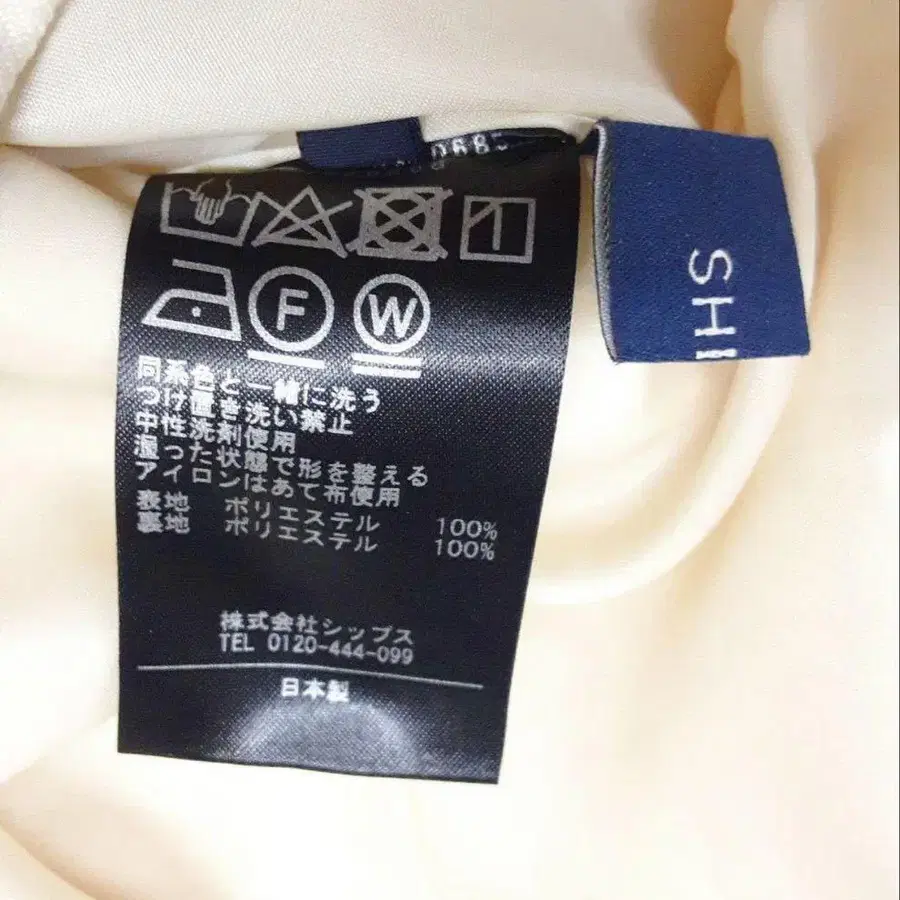 F W
同系色と一緒に洗う
つけ置き洗い禁止
中性洗剤使用
湿った状態で形を整える
アイロンはあて布使用
表地 ポリエステル 100%
裏地 ポリエステル 100%
株式会社シップス
TEL 0120-444-099
日本製